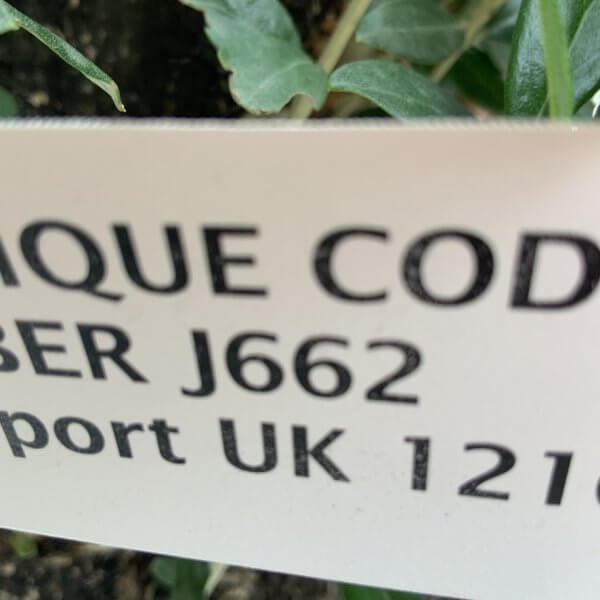 IQUE COD
BER J662
port UK 121